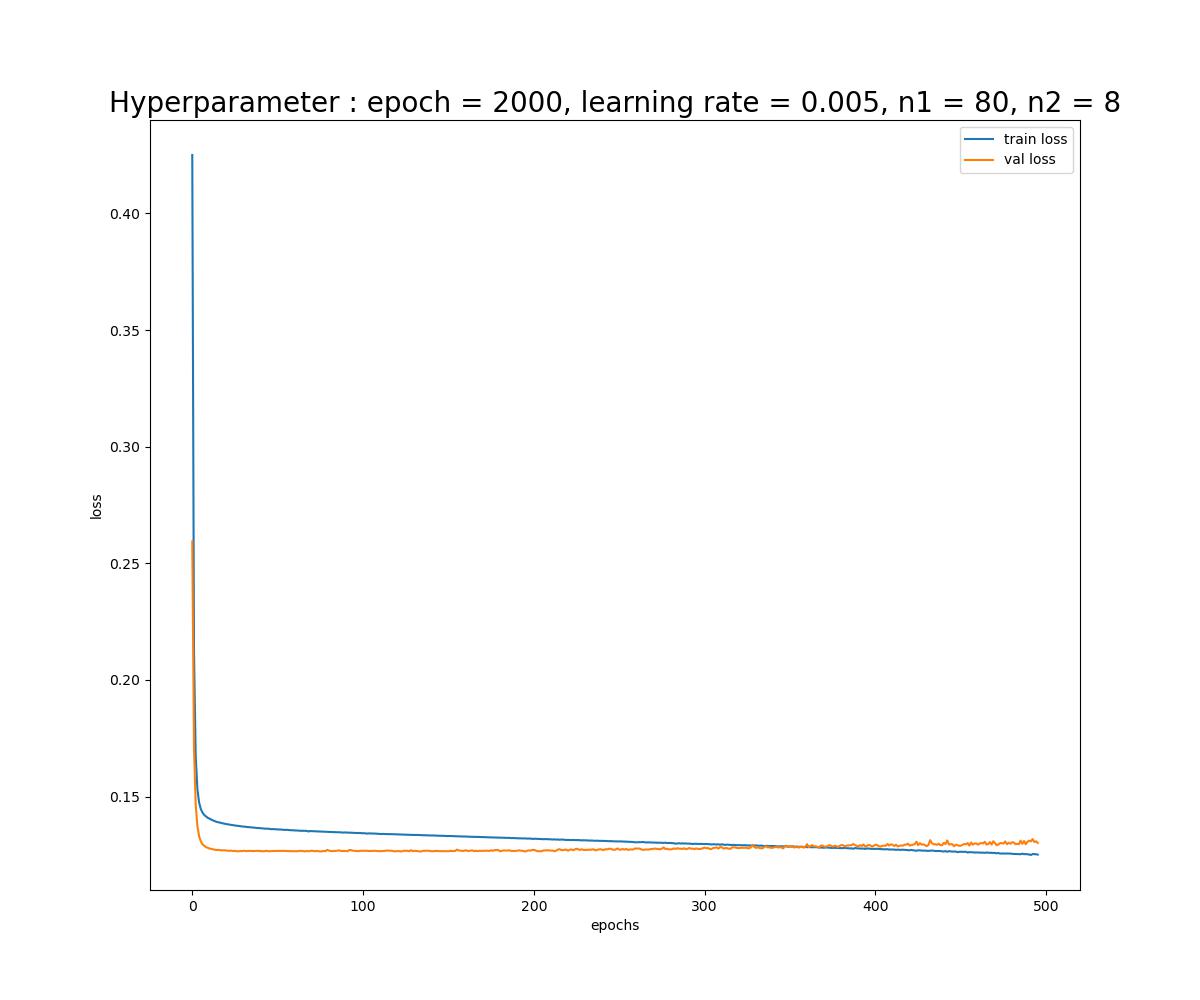 Hyperparameter : epoch = 2000, learning rate = 0.005, n1 = 80, n2 = 8
train loss
val loss
0.40
0.35
0.30
0.25
0.20
0.15
loss
0
100
200
300
400
500
epochs